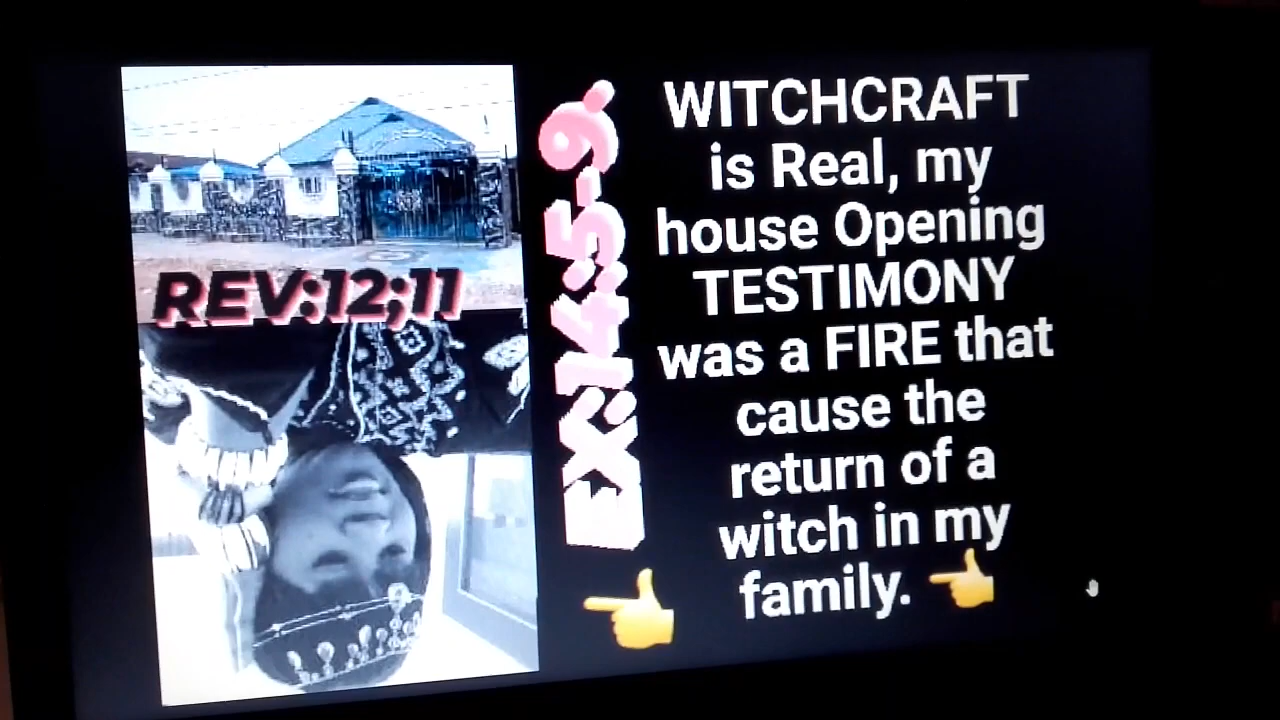 REV:12;11
EX:14:5-9,
WITCHCRAFT
is Real, my
house Opening
TESTIMONY
was a FIRE that
cause the
return of a
witch in my
family.